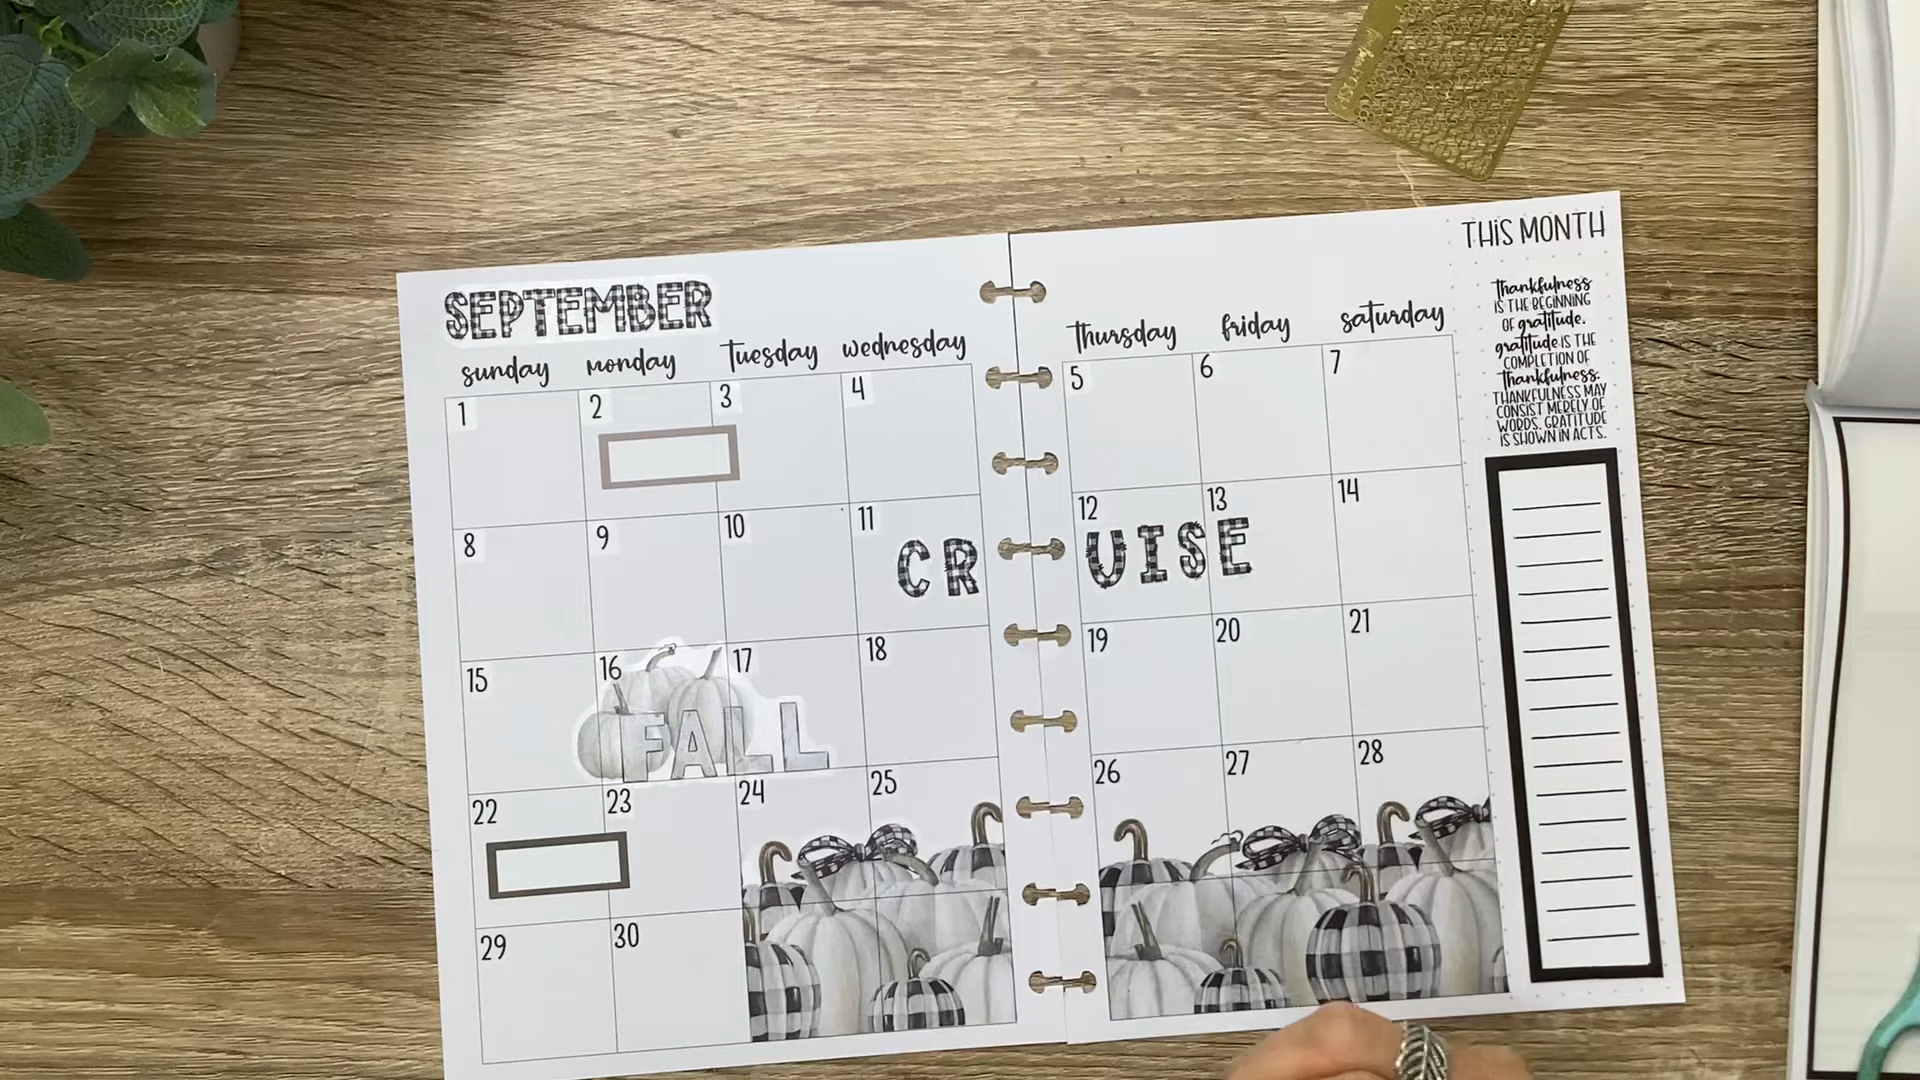 THIS MONTH
SEPTEMBER
sunday monday Tuesday wednesday Thursday friday saturday
1 2 3 4 5 6 7
8 9 10 11 12 13 14
CRUISE
15 16 17 18 19 20 21
FALL
22 23 24 25 26 27 28
29 30
Thankfulness
IS THE BEGINNING
OF gratitude.
gratitude IS THE
COMPLETION OF
Thankfulness.
THANKFULNESS MAY
CONSIST MERELY OF
WORDS. GRATITUDE
IS SHOWN IN ACTS.